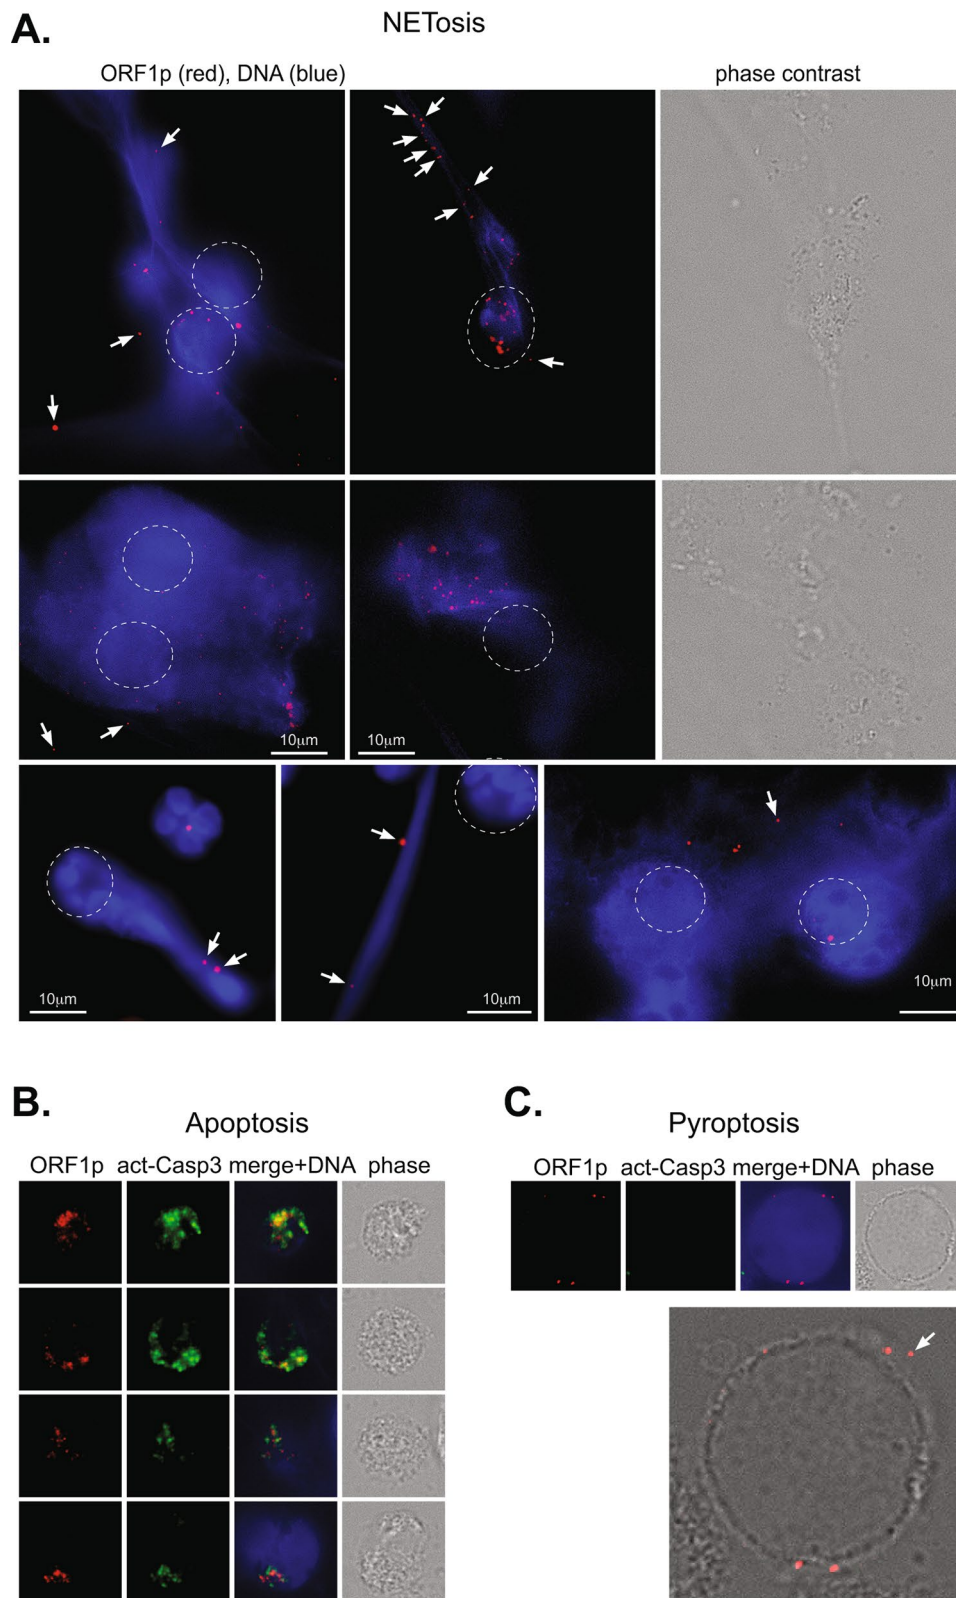 A.
NETosis
ORF1p (red), DNA (blue)
phase contrast
10μm
10μm
10μm
10μm
10μm
B.
Apoptosis
ORF1p act-Casp3 merge+DNA phase
C.
Pyroptosis
ORF1p act-Casp3 merge+DNA phase